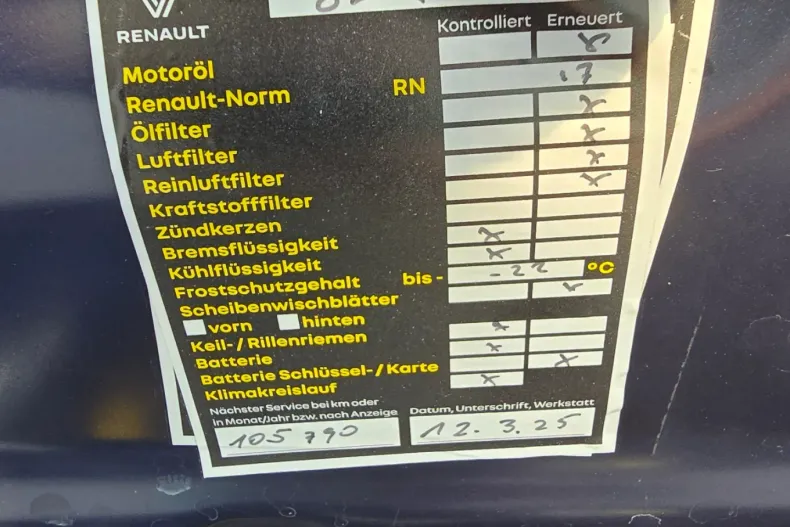 RENAULT
Kontrolliert Erneuert
Motoröl x
Renault-Norm RN 17
Ölfilter x
Luftfilter x
Reinluftfilter x
Kraftstofffilter x
Zündkerzen
Bremsflüssigkeit x
Kühlflüssigkeit x
Frostschutzgehalt bis - -22 °C
Scheibenwischblätter x
vorn hinten
Keil- / Rillenriemen x
Batterie x
Batterie Schlüssel- / Karte x
Klimakreislauf x
Nächster Service bei km oder
in Monat/Jahr bzw. nach Anzeige
105 790
Datum, Unterschrift, Werkstatt
12. 3. 25